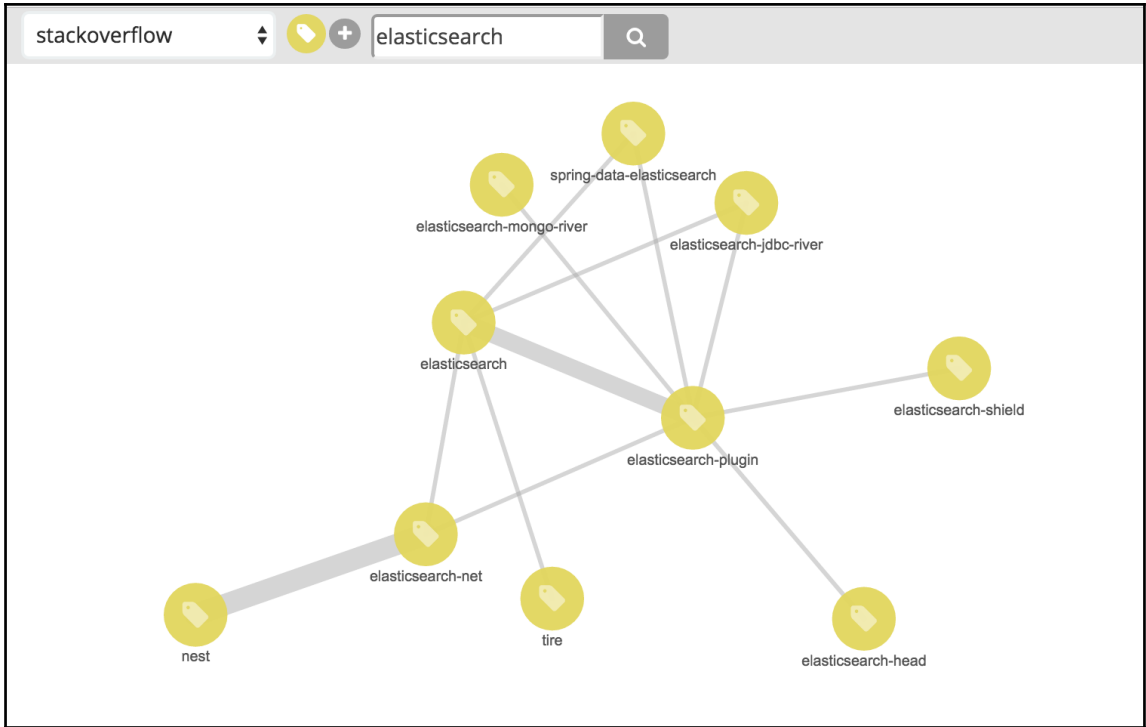 stackoverflow
elasticsearch
spring-data-elasticsearch
elasticsearch-mongo-river
elasticsearch-jdbc-river
elasticsearch
elasticsearch-shield
elasticsearch-plugin
elasticsearch-net
tire
nest
elasticsearch-head